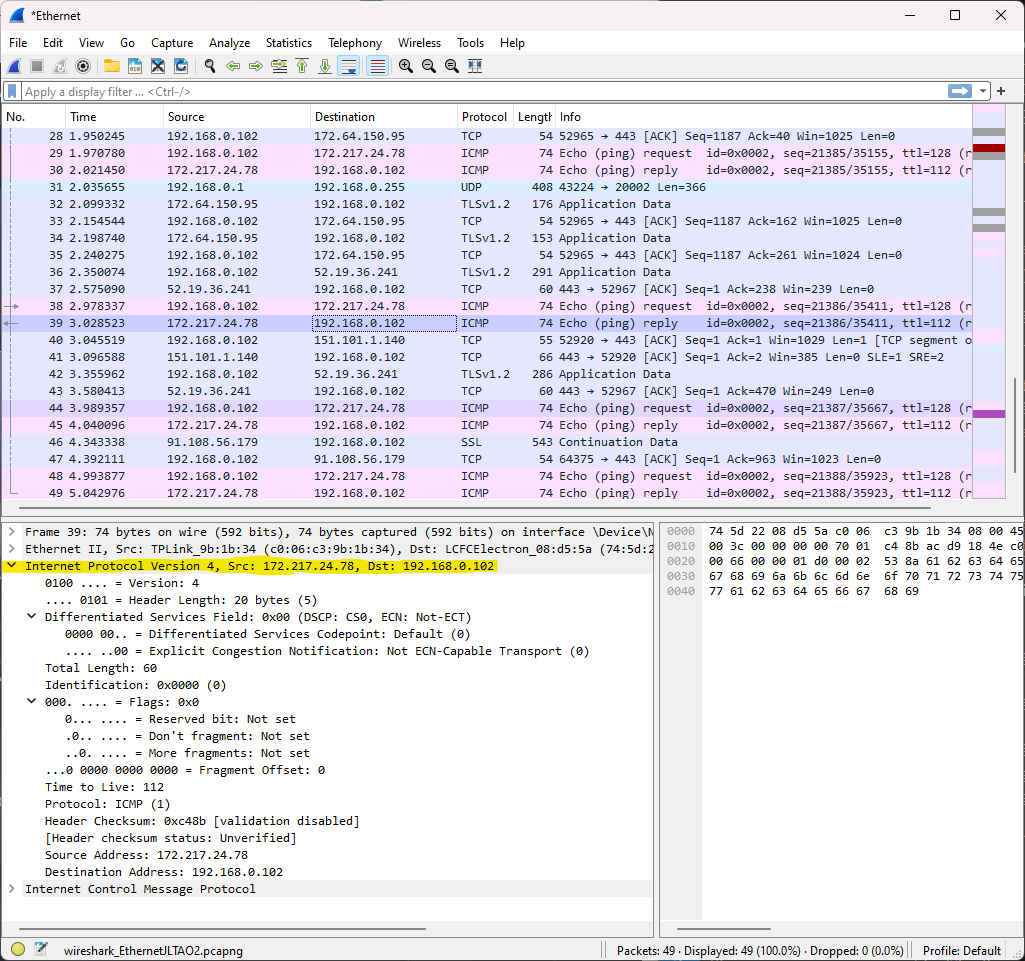 *Ethernet
File Edit View Go Capture Analyze Statistics Telephony Wireless Tools Help
Apply a display filter ... <Ctrl-/>
No. Time Source Destination Protocol Length Info
28 1.950245 192.168.0.102 172.64.150.95 TCP 54 52965 → 443 [ACK] Seq=1187 Ack=40 Win=1025 Len=0
29 1.970780 192.168.0.102 172.217.24.78 ICMP 74 Echo (ping) request id=0x0002, seq=21385/35155, ttl=128 (r
30 2.021450 172.217.24.78 192.168.0.102 ICMP 74 Echo (ping) reply id=0x0002, seq=21385/35155, ttl=112 (r
31 2.035655 192.168.0.1 192.168.0.255 UDP 408 43224 → 20002 Len=366
32 2.099332 172.64.150.95 192.168.0.102 TLSv1.2 176 Application Data
33 2.154544 192.168.0.102 172.64.150.95 TCP 54 52965 → 443 [ACK] Seq=1187 Ack=162 Win=1025 Len=0
34 2.198740 172.64.150.95 192.168.0.102 TLSv1.2 153 Application Data
35 2.240275 192.168.0.102 172.64.150.95 TCP 54 52965 → 443 [ACK] Seq=1187 Ack=261 Win=1024 Len=0
36 2.350074 192.168.0.102 52.19.36.241 TLSv1.2 291 Application Data
37 2.575090 52.19.36.241 192.168.0.102 TCP 60 443 → 52967 [ACK] Seq=1 Ack=238 Win=239 Len=0
38 2.978337 192.168.0.102 172.217.24.78 ICMP 74 Echo (ping) request id=0x0002, seq=21386/35411, ttl=128 (r
39 3.028523 172.217.24.78 192.168.0.102 ICMP 74 Echo (ping) reply id=0x0002, seq=21386/35411, ttl=112 (r
40 3.045519 192.168.0.102 151.101.1.140 TCP 55 52920 → 443 [ACK] Seq=1 Ack=1 Win=1029 Len=1 [TCP segment o
41 3.096588 151.101.1.140 192.168.0.102 TCP 66 443 → 52920 [ACK] Seq=1 Ack=2 Win=385 Len=0 SLE=1 SRE=2
42 3.355962 192.168.0.102 52.19.36.241 TLSv1.2 286 Application Data
43 3.580413 52.19.36.241 192.168.0.102 TCP 60 443 → 52967 [ACK] Seq=1 Ack=470 Win=249 Len=0
44 3.989357 192.168.0.102 172.217.24.78 ICMP 74 Echo (ping) request id=0x0002, seq=21387/35667, ttl=128 (r
45 4.040096 172.217.24.78 192.168.0.102 ICMP 74 Echo (ping) reply id=0x0002, seq=21387/35667, ttl=112 (r
46 4.343338 91.108.56.179 192.168.0.102 SSL 543 Continuation Data
47 4.392111 192.168.0.102 91.108.56.179 TCP 54 64375 → 443 [ACK] Seq=1 Ack=963 Win=1023 Len=0
48 4.993877 192.168.0.102 172.217.24.78 ICMP 74 Echo (ping) request id=0x0002, seq=21388/35923, ttl=128 (r
49 5.042976 172.217.24.78 192.168.0.102 ICMP 74 Echo (ping) reply id=0x0002, seq=21388/35923, ttl=112 (r
Frame 39: 74 bytes on wire (592 bits), 74 bytes captured (592 bits) on interface \Device\N
Ethernet II, Src: TPLink_9b:1b:34 (c0:06:c3:9b:1b:34), Dst: LCFCElectron_08:d5:5a (74:5d:2
Internet Protocol Version 4, Src: 172.217.24.78, Dst: 192.168.0.102
0100 .... = Version: 4
.... 0101 = Header Length: 20 bytes (5)
Differentiated Services Field: 0x00 (DSCP: CS0, ECN: Not-ECT)
0000 00.. = Differentiated Services Codepoint: Default (0)
.... ..00 = Explicit Congestion Notification: Not ECN-Capable Transport (0)
Total Length: 60
Identification: 0x0000 (0)
000. .... = Flags: 0x0
0... .... = Reserved bit: Not set
.0.. .... = Don't fragment: Not set
..0. .... = More fragments: Not set
...0 0000 0000 0000 = Fragment Offset: 0
Time to Live: 112
Protocol: ICMP (1)
Header Checksum: 0xc48b [validation disabled]
[Header checksum status: Unverified]
Source Address: 172.217.24.78
Destination Address: 192.168.0.102
Internet Control Message Protocol
0000 74 5d 22 08 d5 5a c0 06 c3 9b 1b 34 08 00 45
0010 00 3c 00 00 00 00 70 01 c4 8b ac d9 18 4e c0
0020 00 66 00 00 01 d0 00 02 53 8a 61 62 63 64 65
0030 67 68 69 6a 6b 6c 6d 6e 6f 70 71 72 73 74 75
0040 77 61 62 63 64 65 66 67 68 69
wireshark_EthernetJLTAO2.pcapng
Packets: 49 · Displayed: 49 (100.0%) · Dropped: 0 (0.0%)
Profile: Default